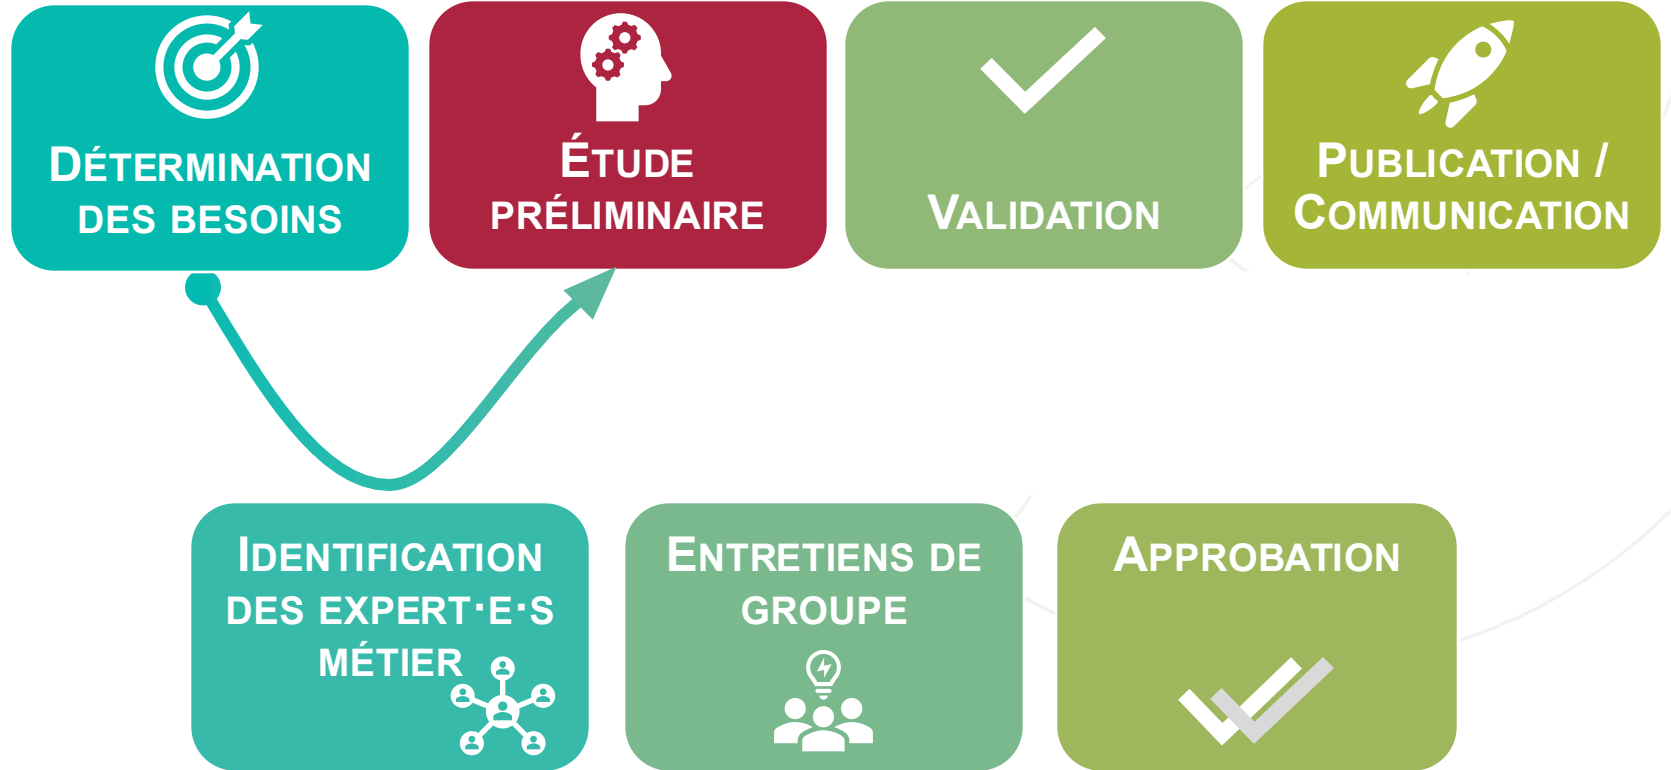 DÉTERMINATION
DES BESOINS
ÉTUDE
PRÉLIMINAIRE
VALIDATION
PUBLICATION /
COMMUNICATION
IDENTIFICATION
DES EXPERT·E·S
MÉTIER
ENTRETIENS DE
GROUPE
APPROBATION